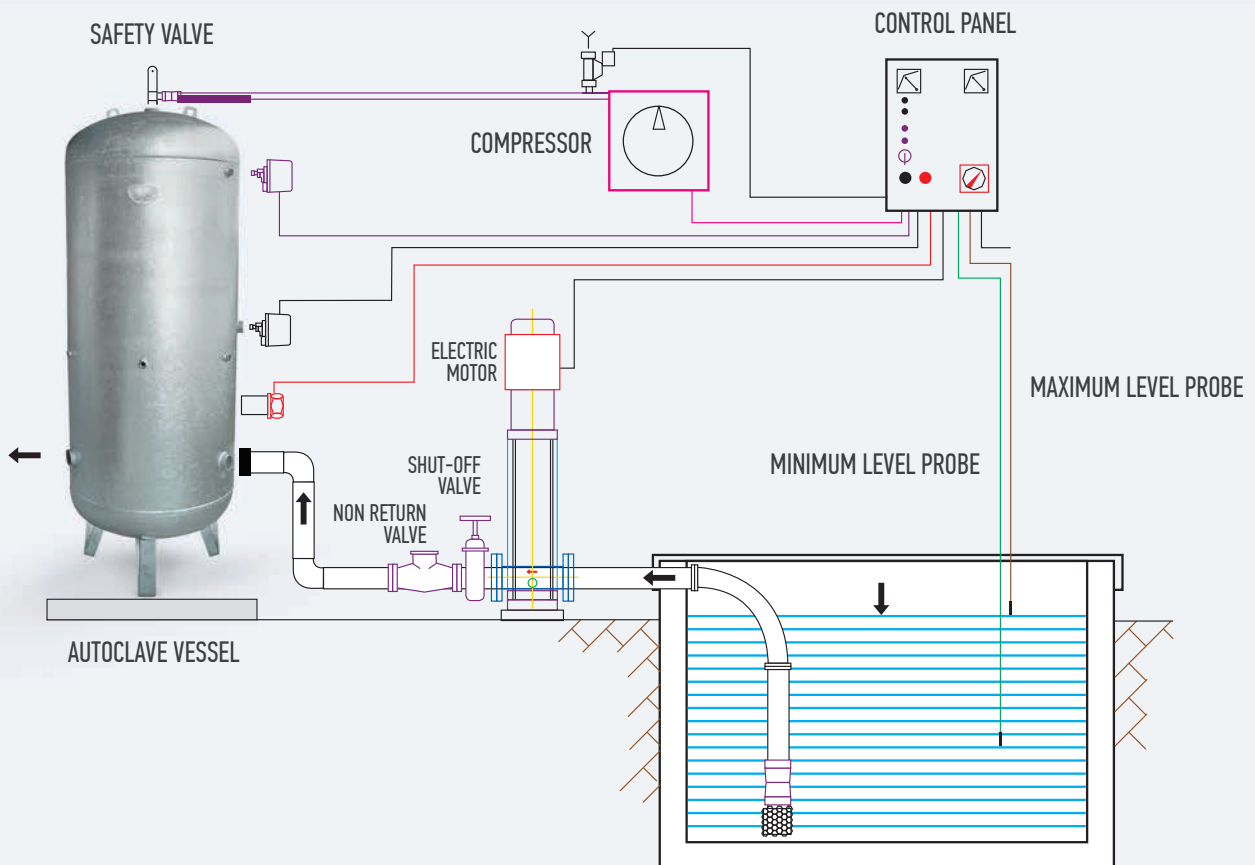 SAFETY VALVE
CONTROL PANEL
COMPRESSOR
ELECTRIC
MOTOR
MAXIMUM LEVEL PROBE
SHUT-OFF
VALVE
MINIMUM LEVEL PROBE
NON RETURN
VALVE
AUTOCLAVE VESSEL